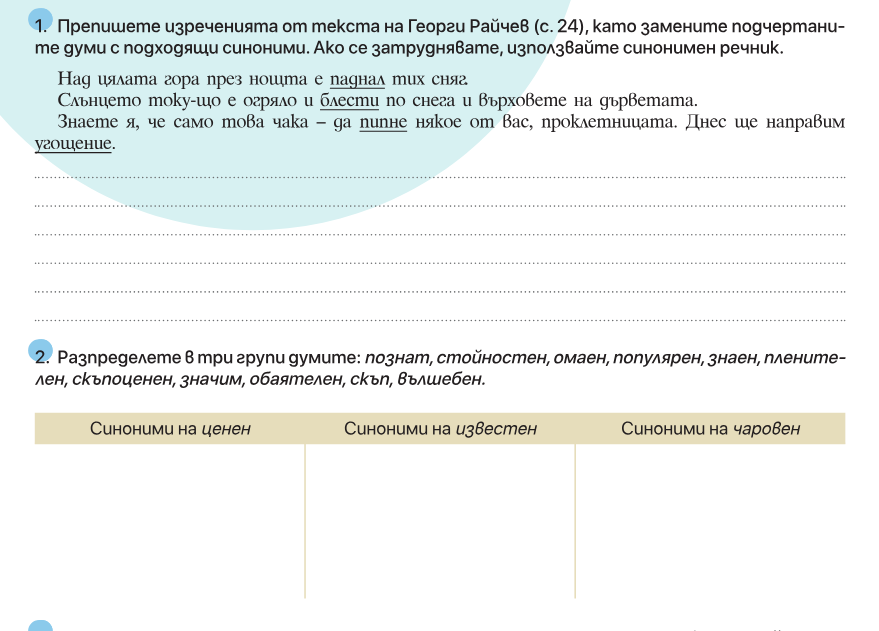 1. Препишете изреченията от текста на Георги Райчев (с. 24), като замените подчертани-
те думи с подходящи синоними. Ако се затруднявате, използвайте синонимен речник.
Над цялата гора през нощта е паднал тих сняг.
Слънцето току-що е огряло и блести по снега и върховете на дърветата.
Знаете я, че само това чака – да пипне някое от вас, проклетницата. Днес ще направим
угощение.
2. Разпределете в три групи думите: познат, стойностен, омаен, популярен, знаен, плените-
лен, скъпоценен, значим, обаятелен, скъп, вълшебен.
Синоними на ценен Синоними на известен Синоними на чаровен